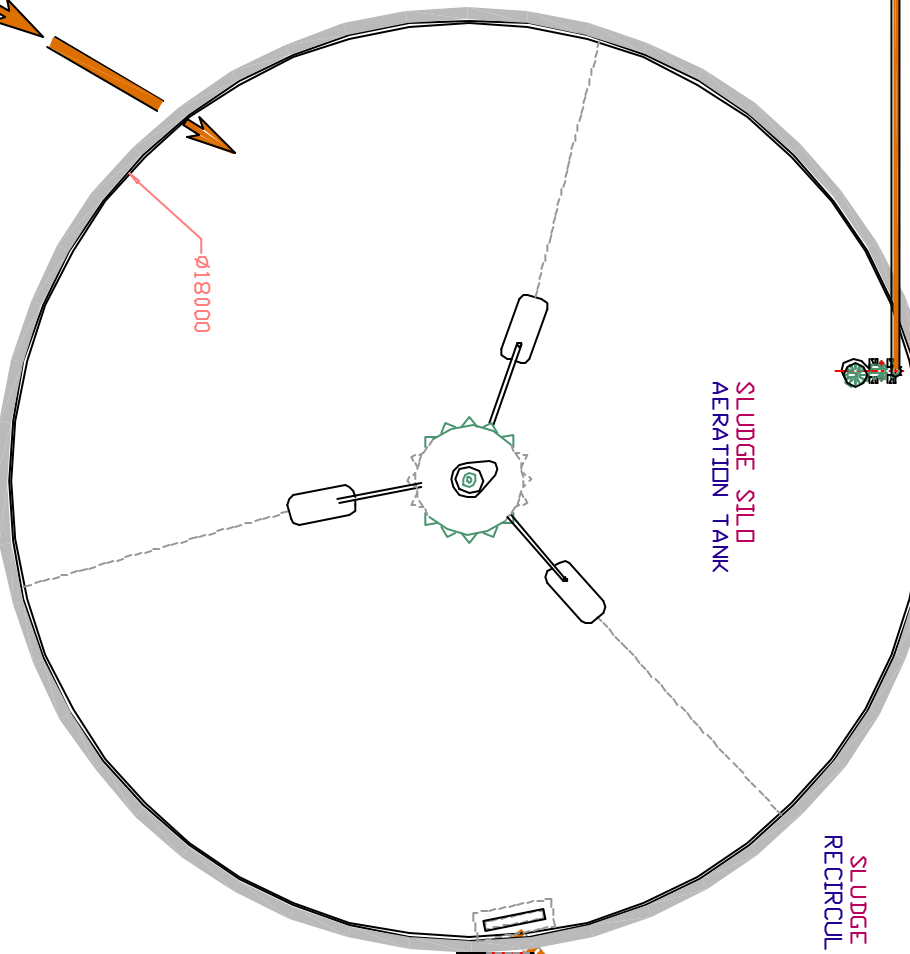 Ø18000
SLUDGE SILO
AERATION TANK
SLUDGE
RECIRCUL